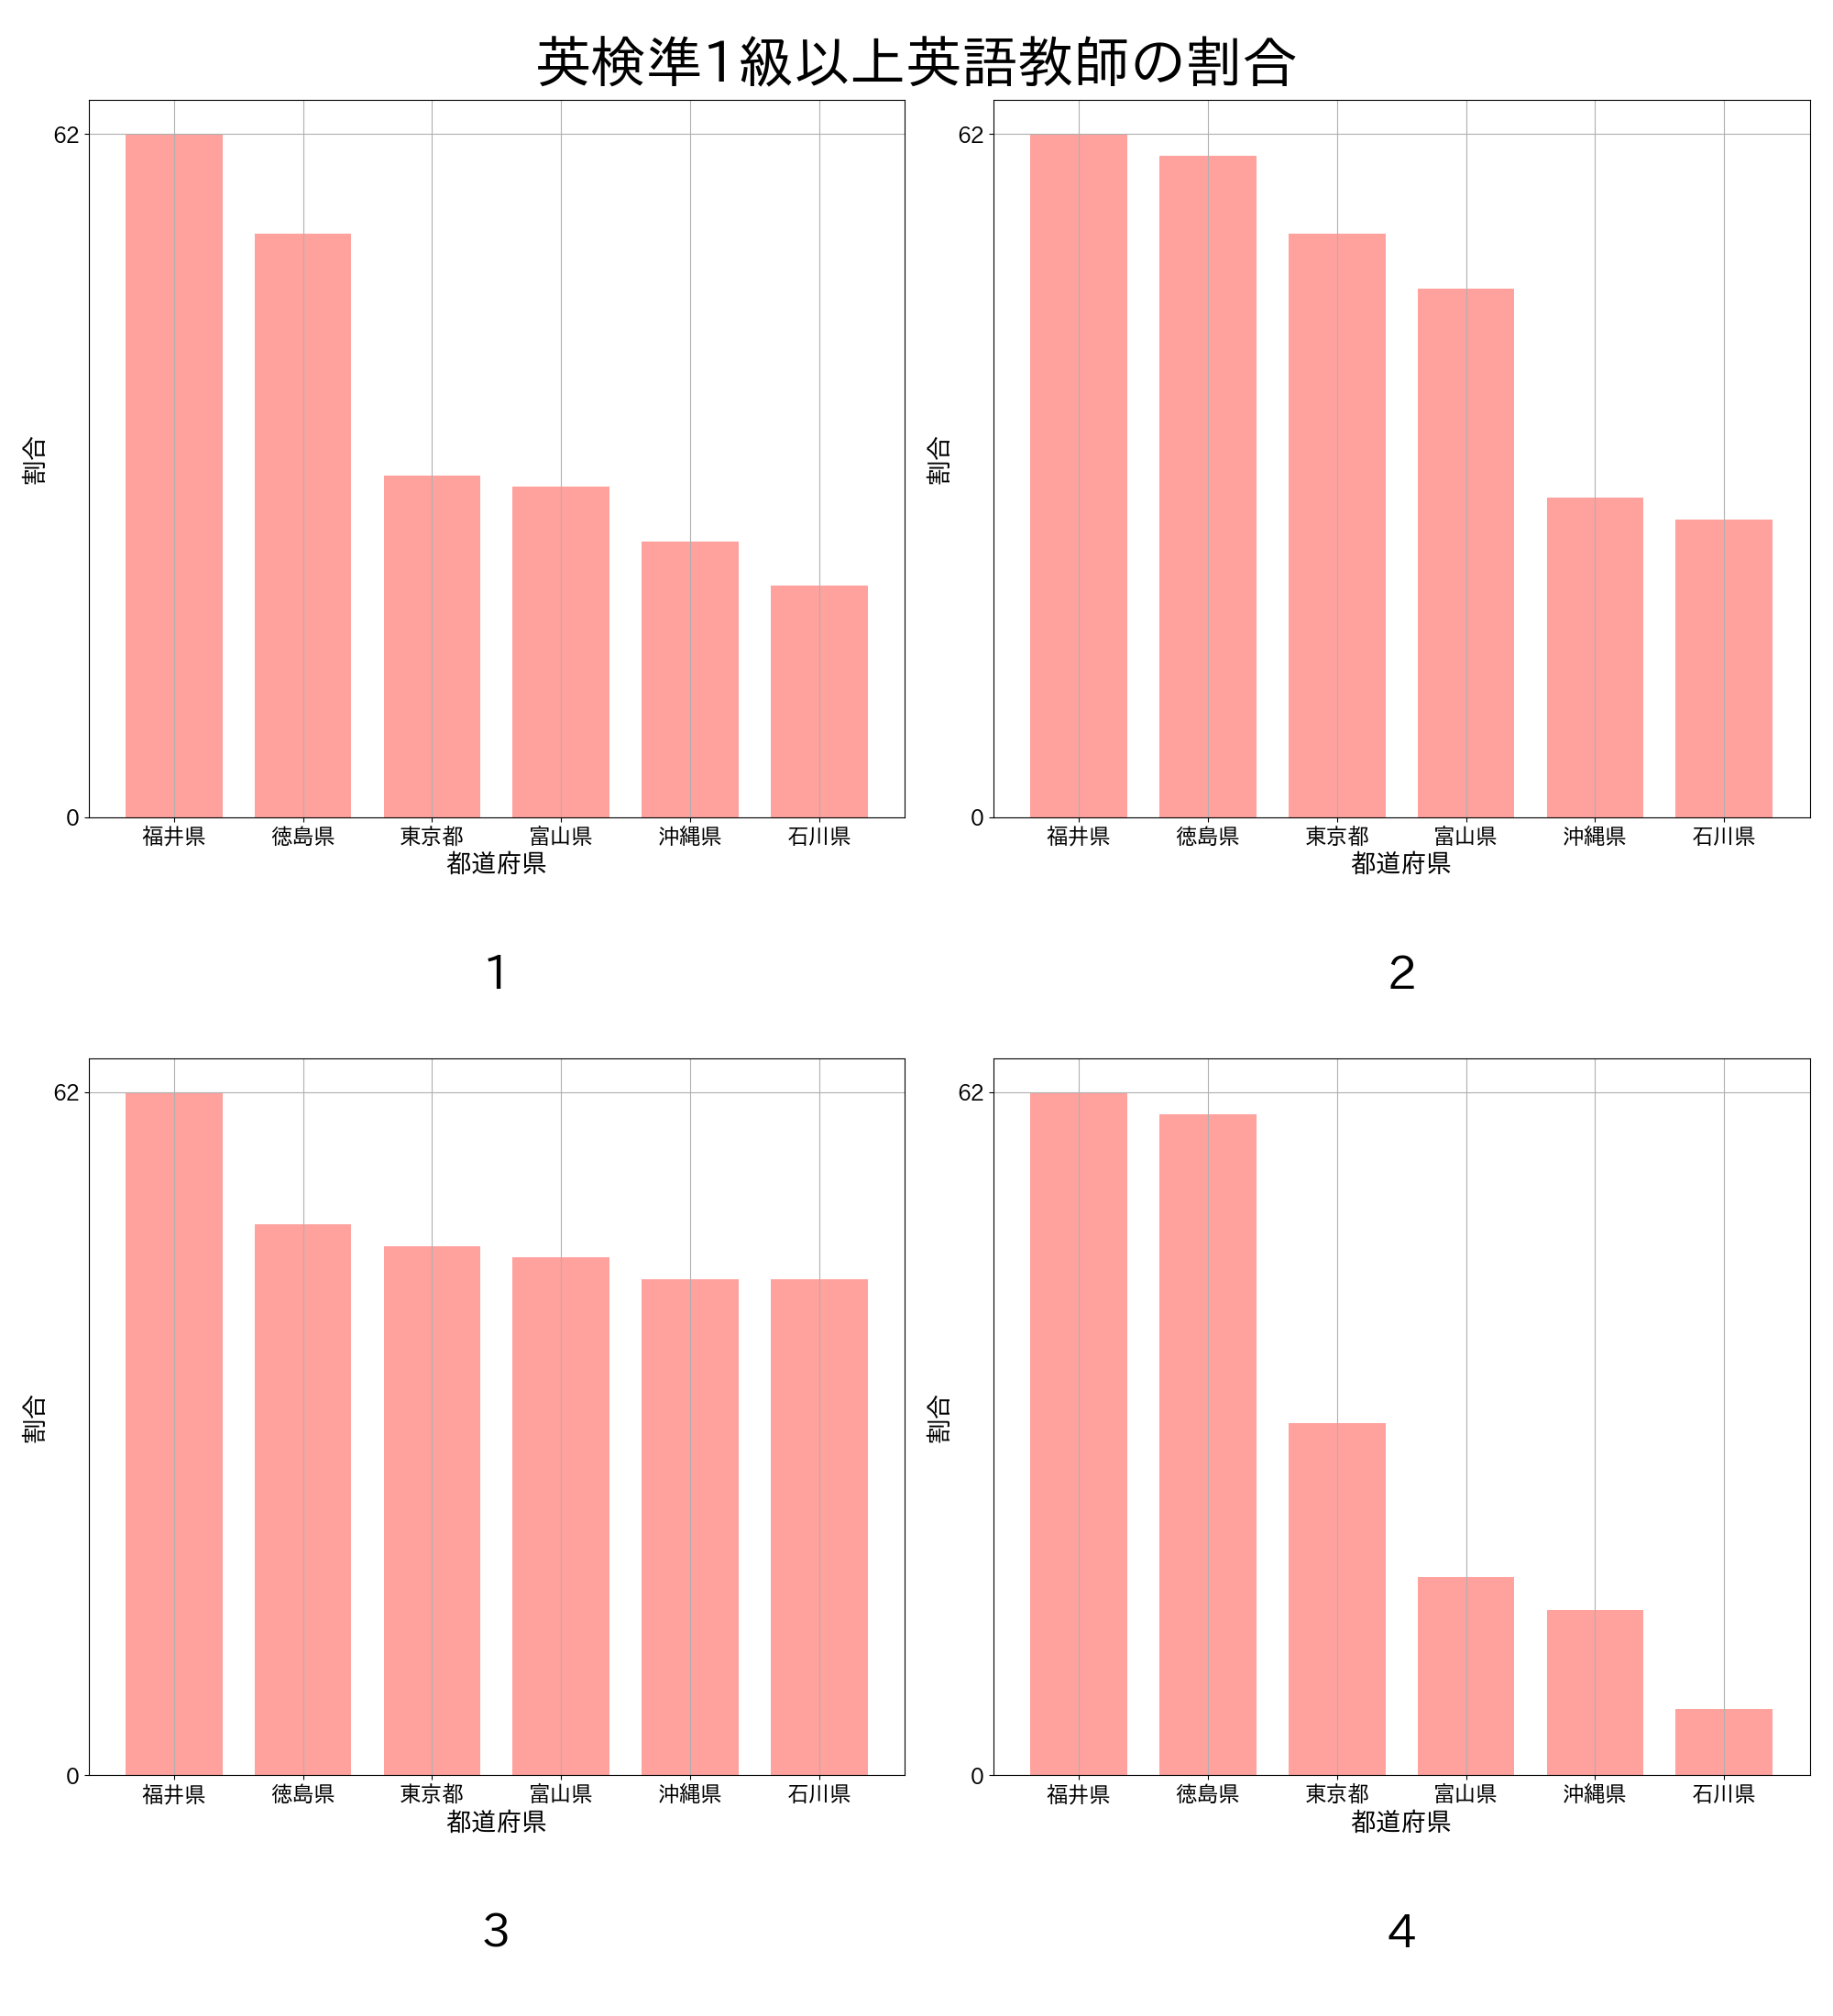 英検準1級以上英語教師の割合
62
0
割合
福井県 徳島県 東京都 富山県 沖縄県 石川県
都道府県
1
62
0
割合
福井県 徳島県 東京都 富山県 沖縄県 石川県
都道府県
2
62
0
割合
福井県 徳島県 東京都 富山県 沖縄県 石川県
都道府県
3
62
0
割合
福井県 徳島県 東京都 富山県 沖縄県 石川県
都道府県
4